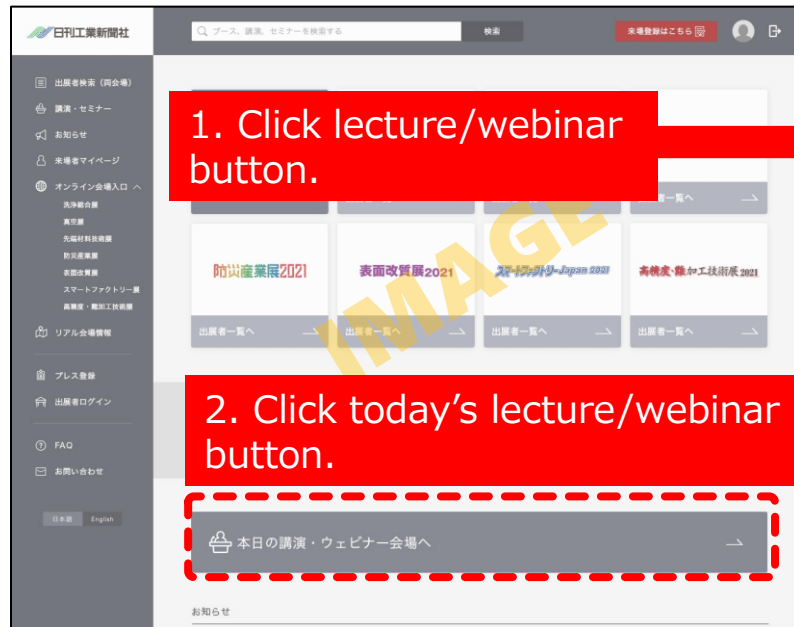 日刊工業新聞社
ブース、講演、セミナーを検索する
検索
来場登録はこちら
出展者検索（両会場）
講演・セミナー
お知らせ
来場者マイページ
オンライン会場入口
洗浄総合展
真空展
先端材料技術展
防災産業展
表面改質展
スマートファクトリー展
高精度・難加工技術展
リアル会場情報
プレス登録
出展者ログイン
FAQ
お問い合わせ
日本語 English
1. Click lecture/webinar
button.
防災産業展2021
表面改質展2021
スマートファクトリーJapan 2021
高精度・難加工技術展 2021
出展者一覧へ
出展者一覧へ
出展者一覧へ
出展者一覧へ
IMAGE
2. Click today’s lecture/webinar
button.
本日の講演・ウェビナー会場へ
お知らせ